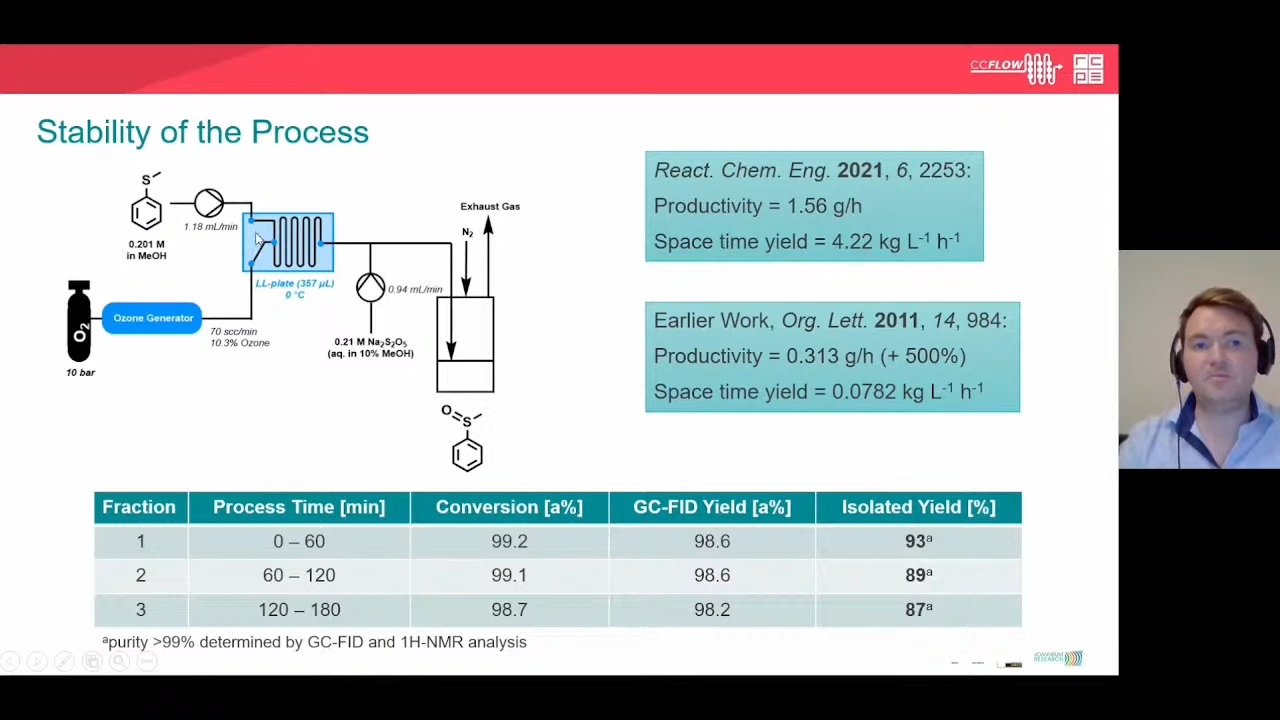 CCFLOW
RCPE
Stability of the Process
S
1.18 mL/min
0.201 M
in MeOH
LL-plate (357 µL)
0 °C
O2
10 bar
Ozone Generator
70 scc/min
10.3% Ozone
0.94 mL/min
0.21 M Na2S2O5
(aq. in 10% MeOH)
Exhaust Gas
N2
O
S
React. Chem. Eng. 2021, 6, 2253:
Productivity = 1.56 g/h
Space time yield = 4.22 kg L-1 h-1
Earlier Work, Org. Lett. 2011, 14, 984:
Productivity = 0.313 g/h (+ 500%)
Space time yield = 0.0782 kg L-1 h-1
Fraction Process Time [min] Conversion [a%] GC-FID Yield [a%] Isolated Yield [%]
1 0 – 60 99.2 98.6 93a
2 60 – 120 99.1 98.6 89a
3 120 – 180 98.7 98.2 87a
apurity >99% determined by GC-FID and 1H-NMR analysis
JOANNEUM
RESEARCH